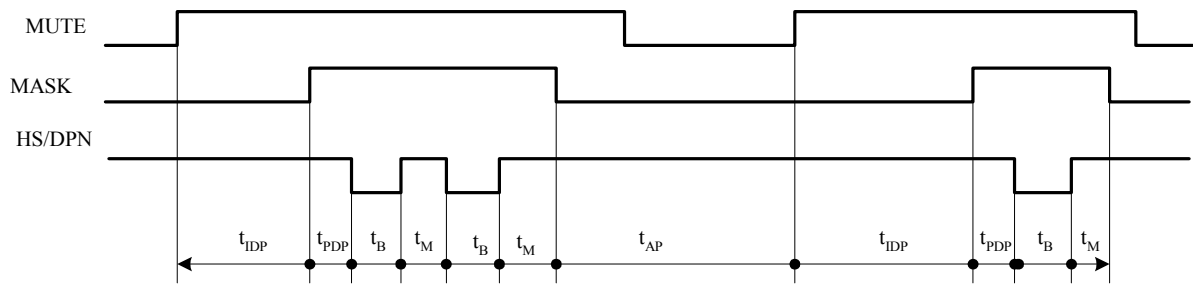 MUTE
MASK
HS/DPN
tIDP tPDP tB tM tB tM tAP tIDP tPDP tB tM